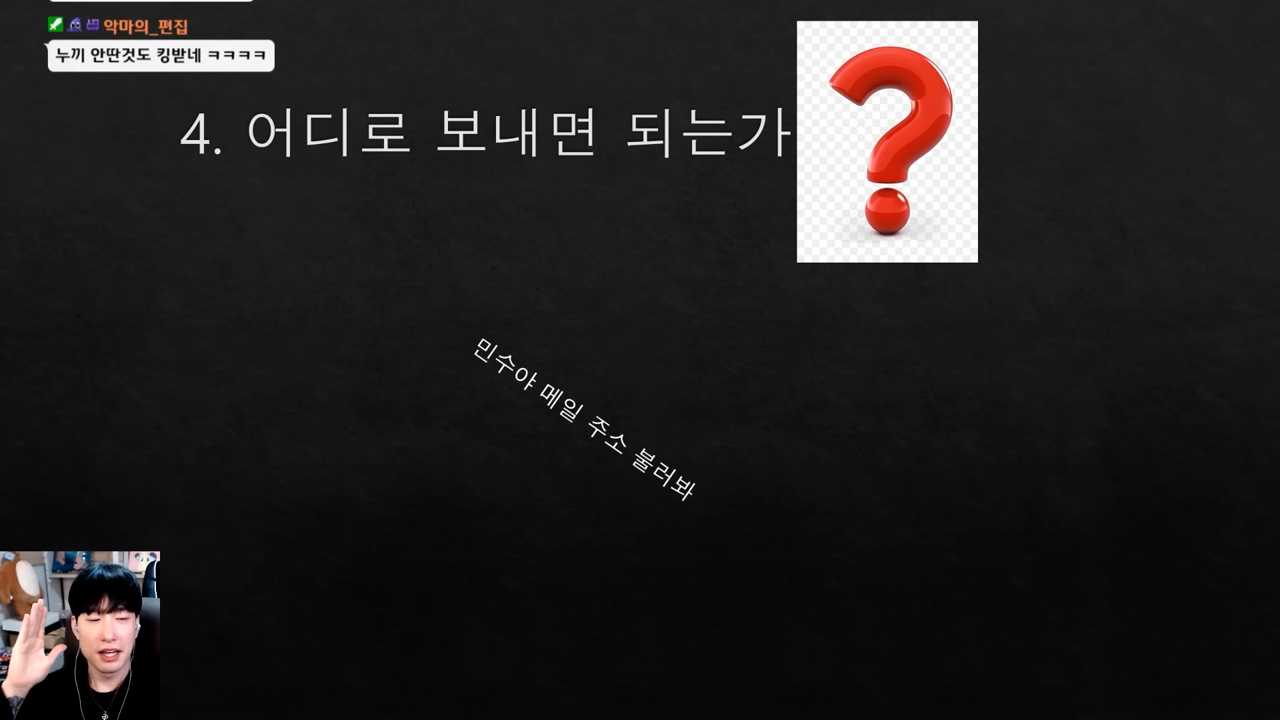 악마의_편집
누끼 안딴것도 킹받네 ㅋㅋㅋㅋ
4. 어디로 보내면 되는가
민수야 메일 주소 불러봐